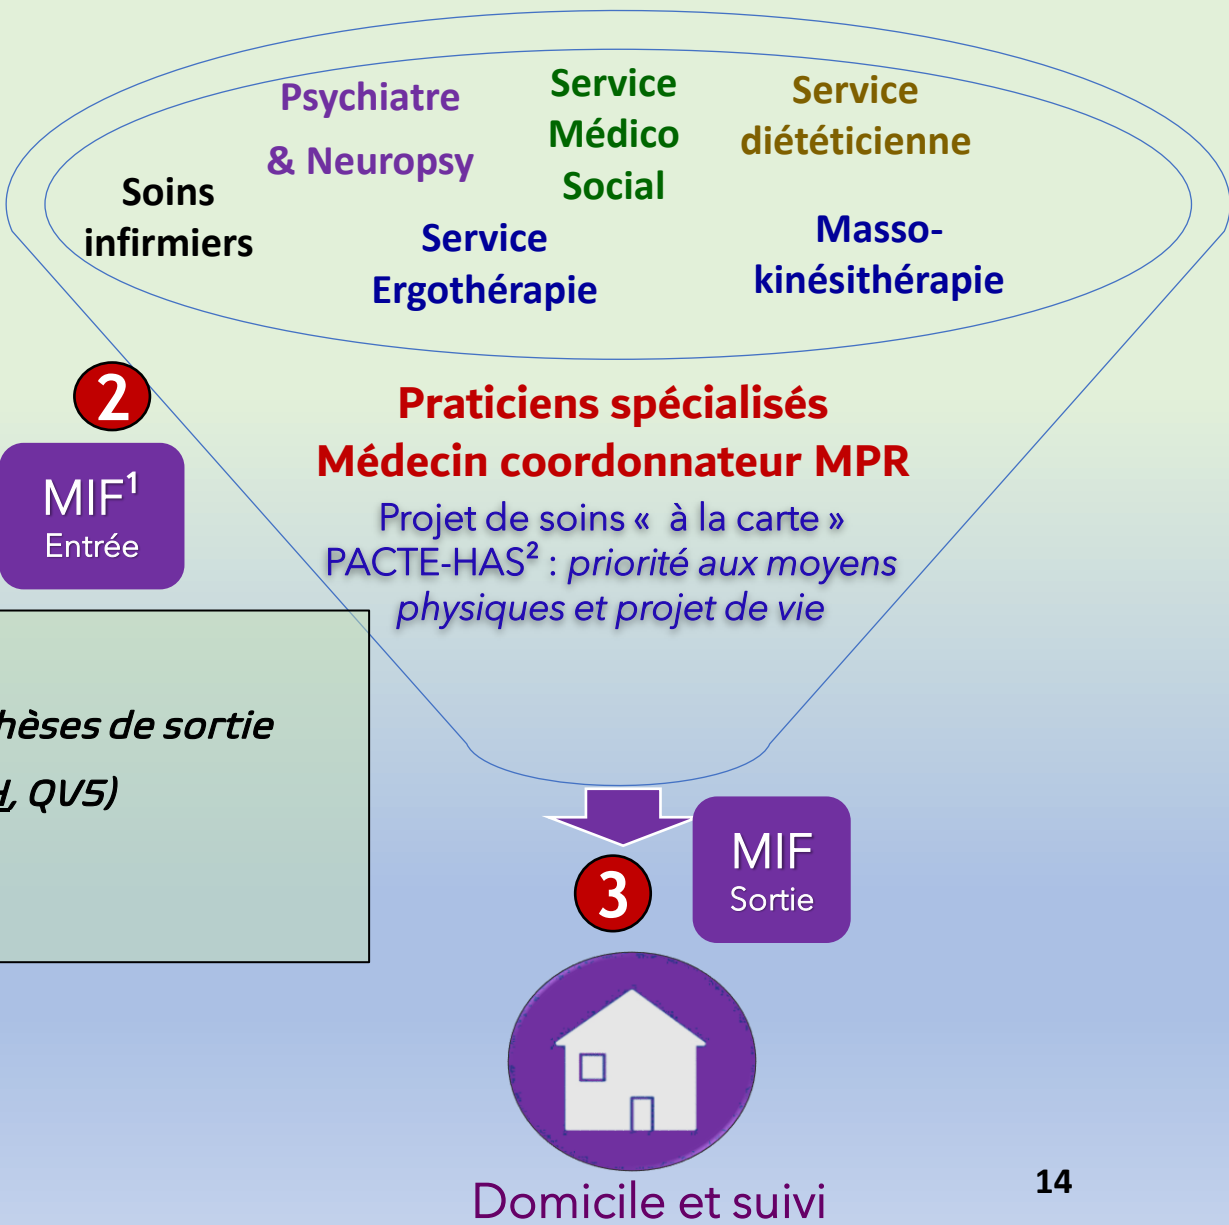 Psychiatre
& Neuropsy
Service
Médico
Social
Service
diététicienne
Soins
infirmiers
Service
Ergothérapie
Masso-
kinésithérapie
2
MIF¹
Entrée
Praticiens spécialisés
Médecin coordonnateur MPR
Projet de soins « à la carte »
PACTE-HAS² : priorité aux moyens
physiques et projet de vie
de sortie
, QV5)
3
MIF
Sortie
Domicile et suivi
14